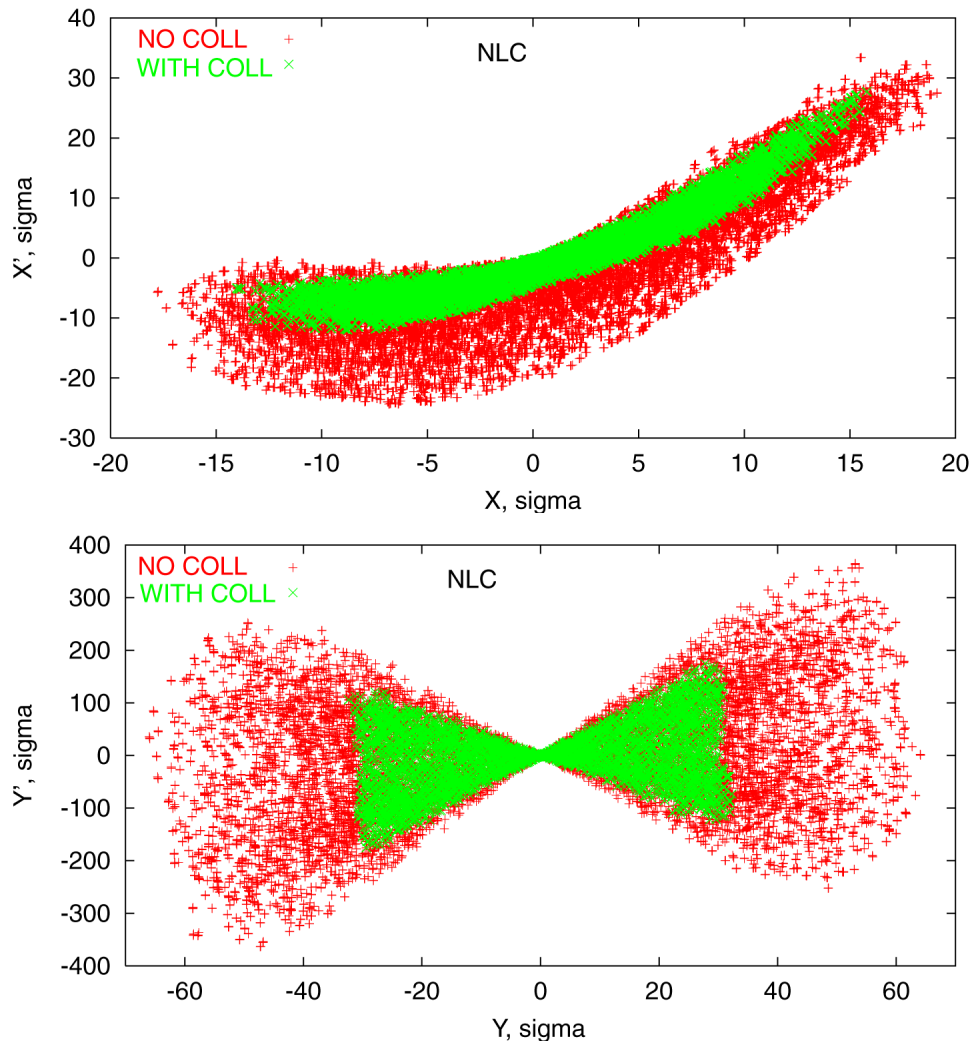 40
30
20
10
0
-10
-20
-30
X', sigma
NO COLL
WITH COLL
NLC
-20 -15 -10 -5 0 5 10 15 20
X, sigma
400
300
200
100
0
-100
-200
-300
-400
Y', sigma
NO COLL
WITH COLL
NLC
-60 -40 -20 0 20 40 60
Y, sigma